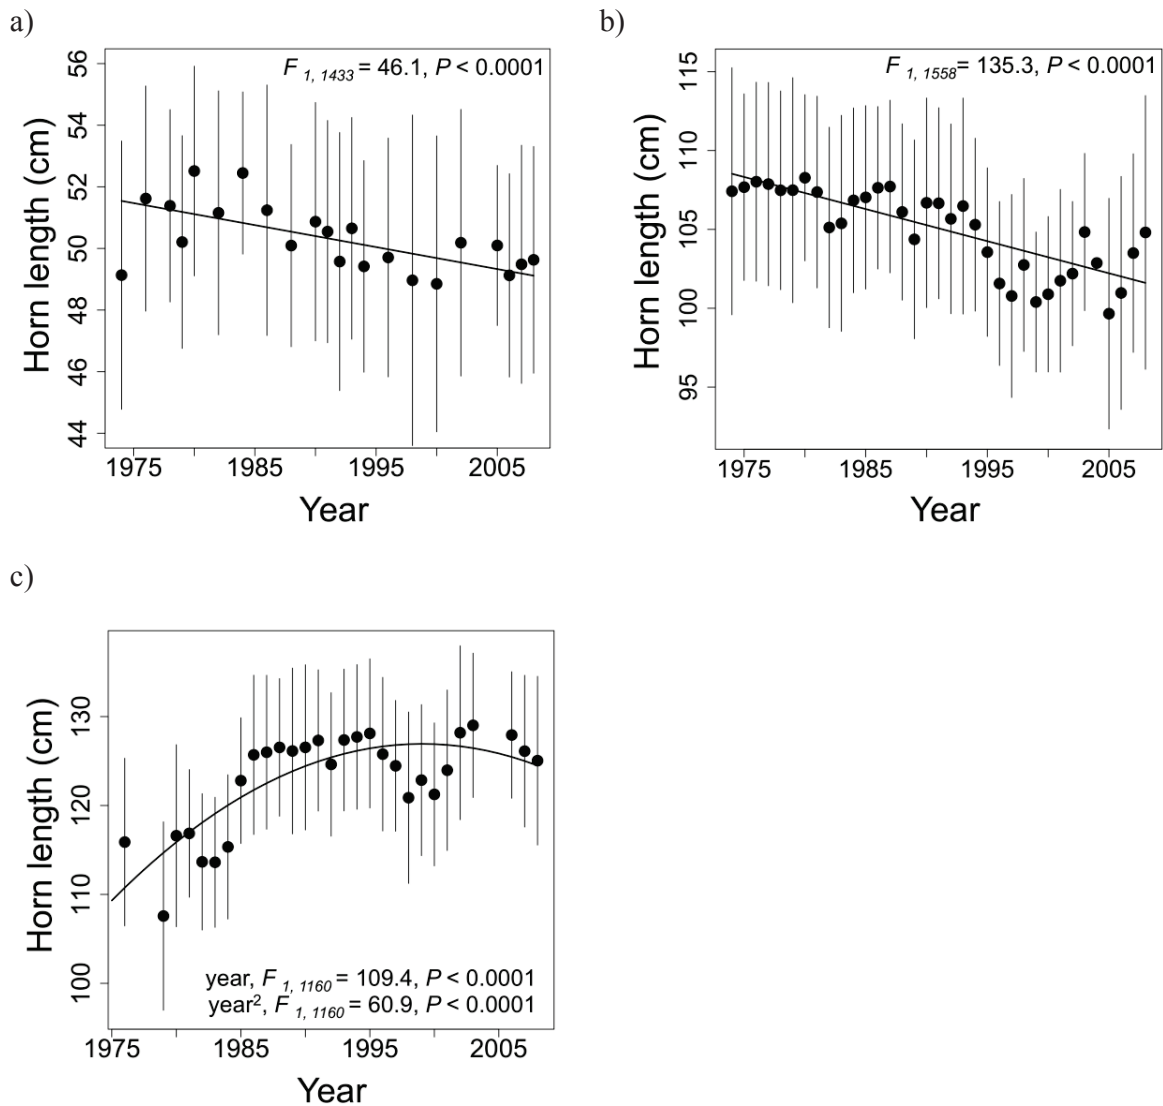 a)
F 1, 1433 = 46.1, P < 0.0001
56
54
52
50
48
46
44
Horn length (cm)
1975 1985 1995 2005
Year
b)
F 1, 1558 = 135.3, P < 0.0001
115
110
105
100
95
Horn length (cm)
1975 1985 1995 2005
Year
c)
130
120
110
100
Horn length (cm)
year, F 1, 1160 = 109.4, P < 0.0001
year², F 1, 1160 = 60.9, P < 0.0001
1975 1985 1995 2005
Year